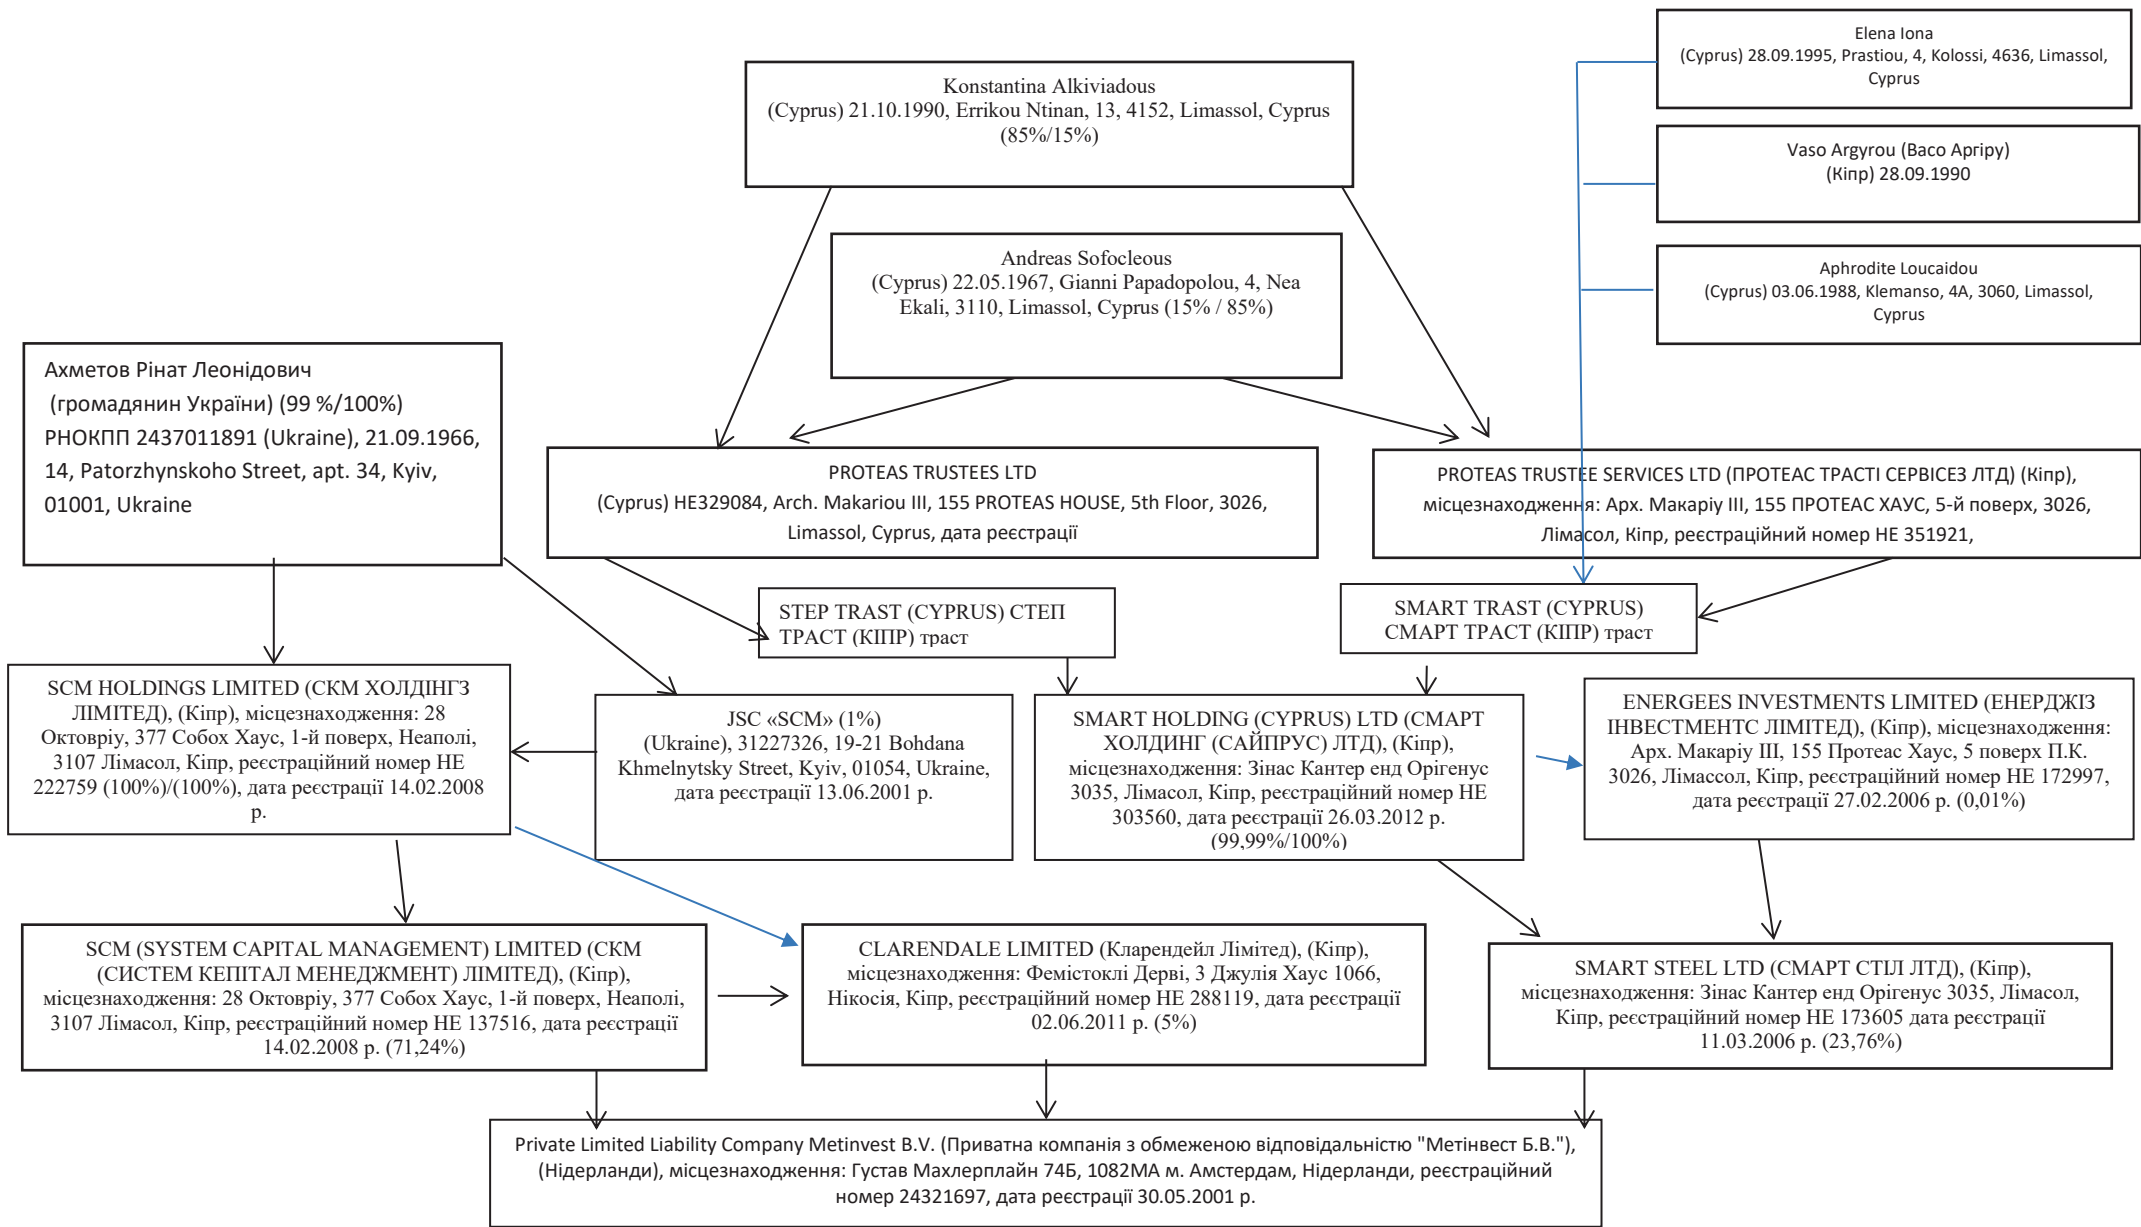 Elena Iona
(Cyprus) 28.09.1995, Prastiou, 4, Kolossi, 4636, Limassol,
Cyprus
Konstantina Alkiviadous
(Cyprus) 21.10.1990, Errikou Ntinan, 13, 4152, Limassol, Cyprus
(85%/15%)
Vaso Argyrou (Васо Аргіру)
(Кіпр) 28.09.1990
Andreas Sofocleous
(Cyprus) 22.05.1967, Gianni Papadopolou, 4, Nea
Ekali, 3110, Limassol, Cyprus (15% / 85%)
Aphrodite Loucaidou
(Cyprus) 03.06.1988, Klemanso, 4A, 3060, Limassol,
Cyprus
Ахметов Рінат Леонідович
(громадянин України) (99 %/100%)
РНОКПП 2437011891 (Ukraine), 21.09.1966,
14, Patorzhynskoho Street, apt. 34, Kyiv,
01001, Ukraine
PROTEAS TRUSTEES LTD
(Cyprus) HE329084, Arch. Makariou III, 155 PROTEAS HOUSE, 5th Floor, 3026,
Limassol, Cyprus, дата реєстрації
PROTEAS TRUSTEE SERVICES LTD (ПРОТЕАС ТРАСТІ СЕРВІСЕЗ ЛТД) (Кіпр),
місцезнаходження: Арх. Макаріу III, 155 ПРОТЕАС ХАУС, 5-й поверх, 3026,
Лімасол, Кіпр, реєстраційний номер НЕ 351921,
STEP TRAST (CYPRUS) СТЕП
ТРАСТ (КІПР) траст
SMART TRAST (CYPRUS)
СМАРТ ТРАСТ (КІПР) траст
SCM HOLDINGS LIMITED (СКМ ХОЛДІНГЗ
ЛІМІТЕД), (Кіпр), місцезнаходження: 28
Октовріу, 377 Собох Хаус, 1-й поверх, Неаполі,
3107 Лімасол, Кіпр, реєстраційний номер НЕ
222759 (100%)/(100%), дата реєстрації 14.02.2008
р.
JSC «SCM» (1%)
(Ukraine), 31227326, 19-21 Bohdana
Khmelnytsky Street, Kyiv, 01054, Ukraine,
дата реєстрації 13.06.2001 р.
SMART HOLDING (CYPRUS) LTD (СМАРТ
ХОЛДИНГ (САЙПРУС) ЛТД), (Кіпр),
місцезнаходження: Зінас Кантер енд Орігенус
3035, Лімасол, Кіпр, реєстраційний номер НЕ
303560, дата реєстрації 26.03.2012 р.
(99,99%/100%)
ENERGEES INVESTMENTS LIMITED (ЕНЕРДЖІЗ
ІНВЕСТМЕНТС ЛІМІТЕД), (Кіпр), місцезнаходження:
Арх. Макаріу III, 155 Протеас Хаус, 5 поверх П.К.
3026, Лімассол, Кіпр, реєстраційний номер НЕ 172997,
дата реєстрації 27.02.2006 р. (0,01%)
SCM (SYSTEM CAPITAL MANAGEMENT) LIMITED (СКМ
(СИСТЕМ КЕПІТАЛ МЕНЕДЖМЕНТ) ЛІМІТЕД), (Кіпр),
місцезнаходження: 28 Октовріу, 377 Собох Хаус, 1-й поверх, Неаполі,
3107 Лімасол, Кіпр, реєстраційний номер НЕ 137516, дата реєстрації
14.02.2008 р. (71,24%)
CLARENDALE LIMITED (Кларендейл Лімітед), (Кіпр),
місцезнаходження: Фемістоклі Дерві, 3 Джулія Хаус 1066,
Нікосія, Кіпр, реєстраційний номер НЕ 288119, дата реєстрації
02.06.2011 р. (5%)
SMART STEEL LTD (СМАРТ СТІЛ ЛТД), (Кіпр),
місцезнаходження: Зінас Кантер енд Орігенус 3035, Лімасол,
Кіпр, реєстраційний номер НЕ 173605 дата реєстрації
11.03.2006 р. (23,76%)
Private Limited Liability Company Metinvest B.V. (Приватна компанія з обмеженою відповідальністю "Метінвест Б.В."),
(Нідерланди), місцезнаходження: Густав Махлерплайн 74Б, 1082МА м. Амстердам, Нідерланди, реєстраційний
номер 24321697, дата реєстрації 30.05.2001 р.